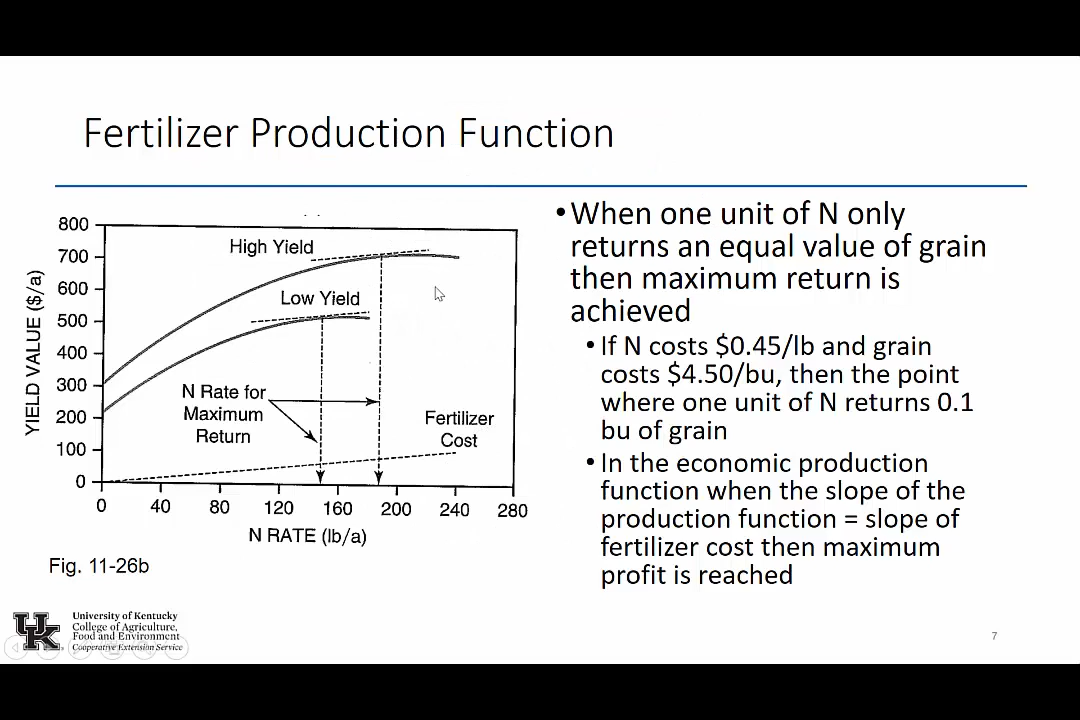 Fertilizer Production Function
800
700
600
500
400
300
200
100
0
YIELD VALUE ($/a)
High Yield
Low Yield
N Rate for
Maximum
Return
Fertilizer
Cost
0 40 80 120 160 200 240 280
N RATE (lb/a)
Fig. 11-26b
•When one unit of N only
returns an equal value of grain
then maximum return is
achieved
• If N costs $0.45/lb and grain
costs $4.50/bu, then the point
where one unit of N returns 0.1
bu of grain
• In the economic production
function when the slope of the
production function = slope of
fertilizer cost then maximum
profit is reached
UK
University of Kentucky
College of Agriculture,
Food and Environment
Cooperative Extension Service
7